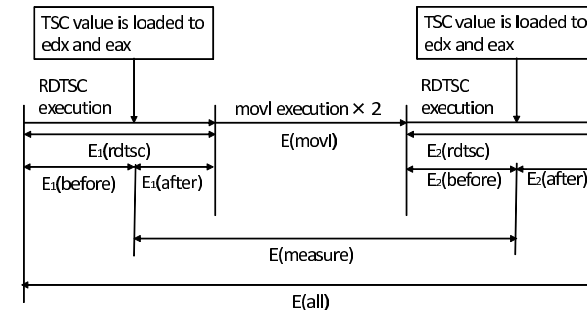 TSC value is loaded to
edx and eax
TSC value is loaded to
edx and eax
RDTSC
execution
movl execution × 2
RDTSC
execution
E1(rdtsc)
E(movl)
E2(rdtsc)
E1(before)
E1(after)
E2(before)
E2(after)
E(measure)
E(all)